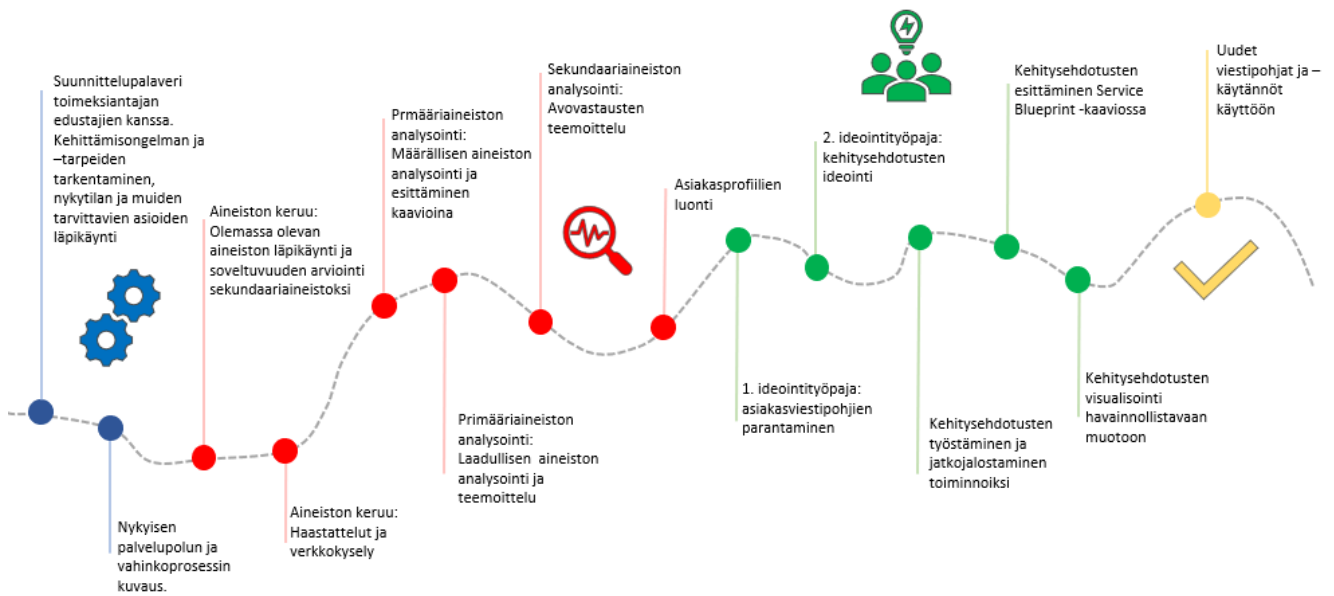 Suunnittelupalaveri
toimeksiantajan
edustajien kanssa.
Kehittämisongelman ja
–tarpeiden
tarkentaminen,
nykytilan ja muiden
tarvittavien asioiden
läpikäynti
Nykyisen
palvelupolun ja
vahinkoprosessin
kuvaus.
Aineiston keruu:
Olemassa olevan
aineiston läpikäynti ja
soveltuvuuden arviointi
sekundaariaineistoksi
Aineiston keruu:
Haastattelut ja
verkkokysely
Prmääriaineiston
analysointi:
Määrällisen aineiston
analysointi ja
esittäminen
kaavioina
Primääriaineiston
analysointi:
Laadullisen aineiston
analysointi ja
teemoittelu
Sekundaariaineiston
analysointi:
Avovastausten
teemoittelu
Asiakasprofiilien
luonti
1. ideointityöpaja:
asiakasviestipohjien
parantaminen
2. ideointityöpaja:
kehitysehdotusten
ideointi
Kehitysehdotusten
työstäminen ja
jatkojalostaminen
toiminnoiksi
Kehitysehdotusten
esittäminen Service
Blueprint -kaaviossa
Kehitysehdotusten
visualisointi
havainnollistavaan
muotoon
Uudet
viestipohjat ja –
käytännöt
käyttöön